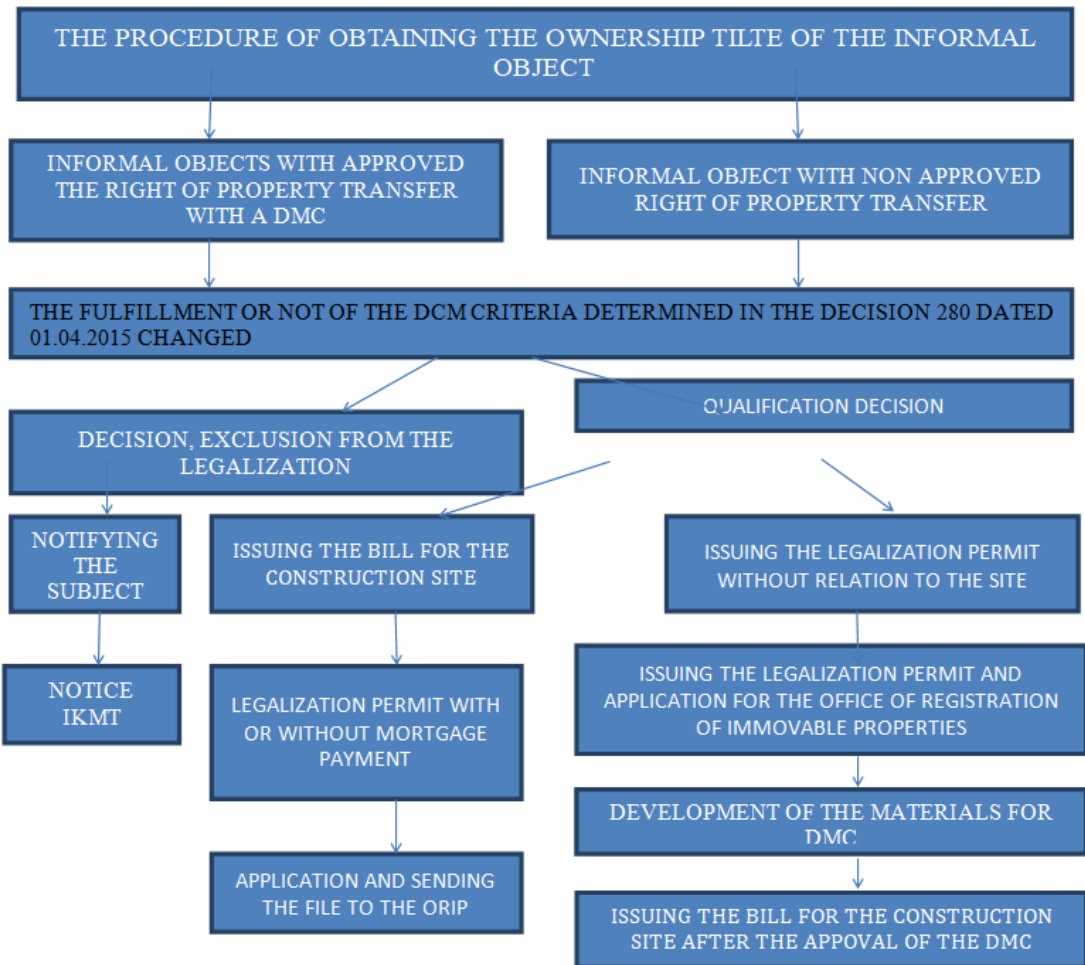 THE PROCEDURE OF OBTAINING THE OWNERSHIP TILTE OF THE INFORMAL
OBJECT
INFORMAL OBJECTS WITH APPROVED
THE RIGHT OF PROPERTY TRANSFER
WITH A DMC
INFORMAL OBJECT WITH NON APPROVED
RIGHT OF PROPERTY TRANSFER
THE FULFILLMENT OR NOT OF THE DCM CRITERIA DETERMINED IN THE DECISION 280 DATED
01.04.2015 CHANGED
QUALIFICATION DECISION
DECISION, EXCLUSION FROM THE
LEGALIZATION
NOTIFYING
THE
SUBJECT
ISSUING THE BILL FOR THE
CONSTRUCTION SITE
ISSUING THE LEGALIZATION PERMIT
WITHOUT RELATION TO THE SITE
NOTICE
IKMT
LEGALIZATION PERMIT WITH
OR WITHOUT MORTGAGE
PAYMENT
ISSUING THE LEGALIZATION PERMIT AND
APPLICATION FOR THE OFFICE OF REGISTRATION
OF IMMOVABLE PROPERTIES
DEVELOPMENT OF THE MATERIALS FOR
DMC
APPLICATION AND SENDING
THE FILE TO THE ORIP
ISSUING THE BILL FOR THE CONSTRUCTION
SITE AFTER THE APPOVAL OF THE DMC